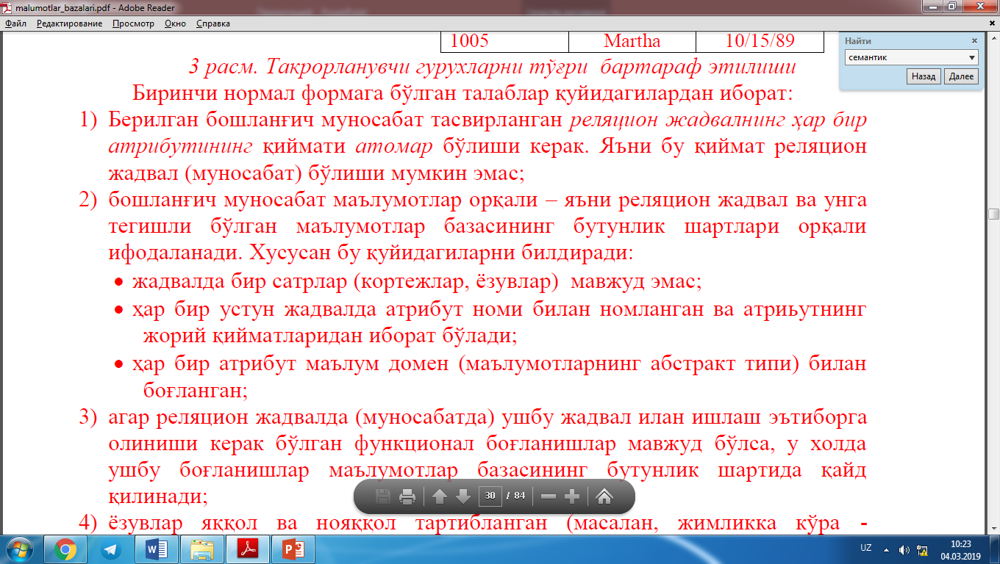 malumotlar_bazalari.pdf - Adobe Reader
Файл Редактирование Просмотр Окно Справка
1005 Martha 10/15/89
Найти
семантик
Назад Далее
3 расм. Такрорланувчи гурухларни тўғри бартараф этилиши
Биринчи нормал формага бўлган талаблар қуйидагилардан иборат:
1) Берилган бошланғич муносабат тасвирланган реляцион жадвалнинг ҳар бир
атрибутининг қиймати атомар бўлиши керак. Яъни бу қиймат реляцион
жадвал (муносабат) бўлиши мумкин эмас;
2) бошланғич муносабат маълумотлар орқали – яъни реляцион жадвал ва унга
тегишли бўлган маълумотлар базасининг бутунлик шартлари орқали
ифодаланади. Хусусан бу қуйидагиларни билдиради:
• жадвалда бир сатрлар (кортежлар, ёзувлар) мавжуд эмас;
• ҳар бир устун жадвалда атрибут номи билан номланган ва атриьутнинг
жорий қийматларидан иборат бўлади;
• ҳар бир атрибут маълум домен (маълумотларнинг абстракт типи) билан
боғланган;
3) агар реляцион жадвалда (муносабатда) ушбу жадвал илан ишлаш эътиборга
олиниши керак бўлган функционал боғланишлар мавжуд бўлса, у холда
ушбу боғланишлар маълумотлар базасининг бутунлик шартида қайд
қилинади;
30 / 84
4) ёзувлар яққол ва нояққол тартибланган (масалан, жимликка кўра -
UZ
10:23
04.03.2019